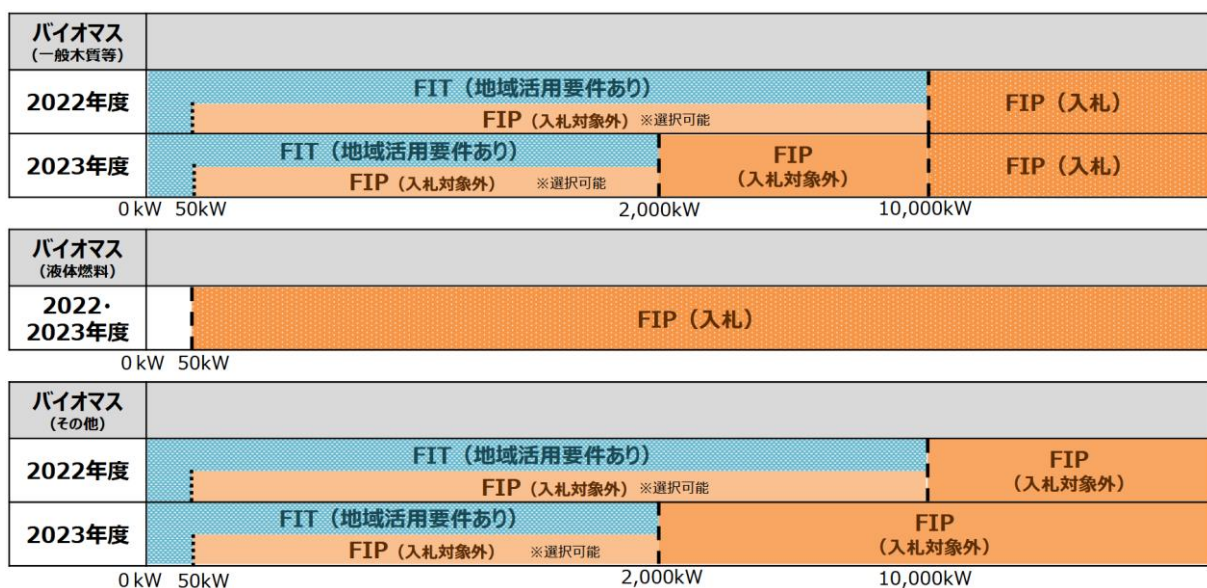 バイオマス
(一般木質等)
2022年度
FIT（地域活用要件あり）
FIP（入札対象外）※選択可能
FIP（入札）
2023年度
FIT（地域活用要件あり）
FIP（入札対象外）※選択可能
FIP
（入札対象外）
FIP（入札）
0 kW 50kW 2,000kW 10,000kW
バイオマス
(液体燃料)
2022・
2023年度
FIP（入札）
0 kW 50kW
バイオマス
(その他)
2022年度
FIT（地域活用要件あり）
FIP（入札対象外）※選択可能
FIP
（入札対象外）
2023年度
FIT（地域活用要件あり）
FIP（入札対象外）※選択可能
FIP
（入札対象外）
0 kW 50kW 2,000kW 10,000kW